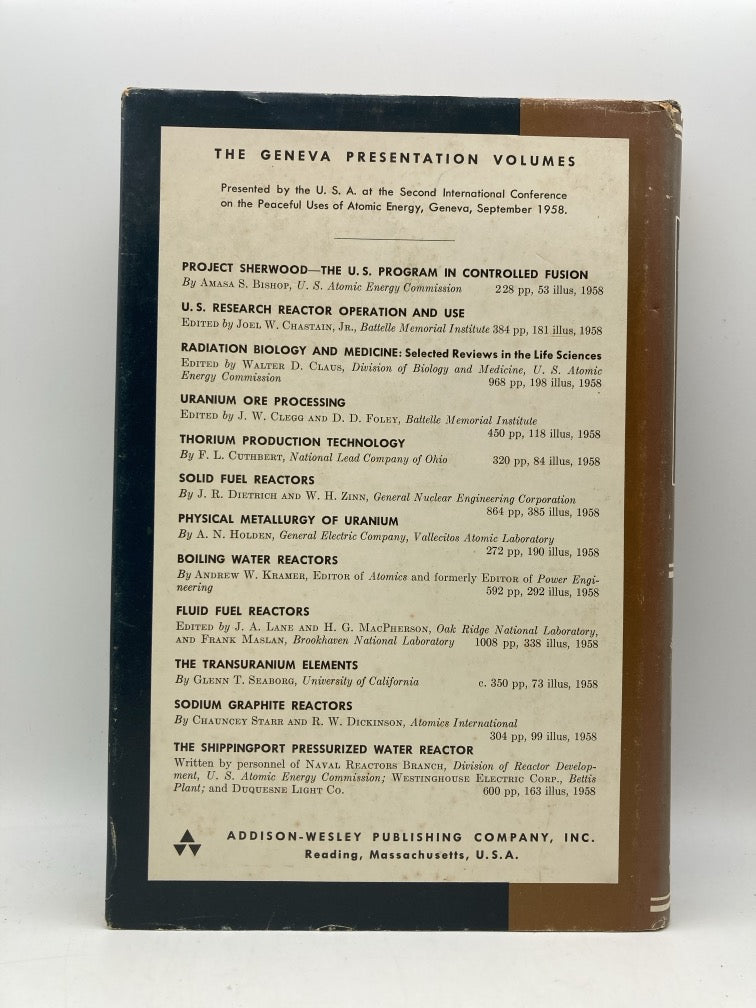 THE GENEVA PRESENTATION VOLUMES
Presented by the U. S. A. at the Second International Conference
on the Peaceful Uses of Atomic Energy, Geneva, September 1958.
PROJECT SHERWOOD—THE U. S. PROGRAM IN CONTROLLED FUSION
By Amasa S. Bishop, U. S. Atomic Energy Commission 228 pp, 53 illus, 1958
U. S. RESEARCH REACTOR OPERATION AND USE
Edited by Joel W. Chastain, Jr., Battelle Memorial Institute 384 pp, 181 illus, 1958
RADIATION BIOLOGY AND MEDICINE: Selected Reviews in the Life Sciences
Edited by Walter D. Claus, Division of Biology and Medicine, U. S. Atomic
Energy Commission 968 pp, 198 illus, 1958
URANIUM ORE PROCESSING
Edited by J. W. Clegg and D. D. Foley, Battelle Memorial Institute
450 pp, 118 illus, 1958
THORIUM PRODUCTION TECHNOLOGY
By F. L. Cuthbert, National Lead Company of Ohio 320 pp, 84 illus, 1958
SOLID FUEL REACTORS
By J. R. Dietrich and W. H. Zinn, General Nuclear Engineering Corporation
864 pp, 385 illus, 1958
PHYSICAL METALLURGY OF URANIUM
By A. N. Holden, General Electric Company, Vallecitos Atomic Laboratory
272 pp, 190 illus, 1958
BOILING WATER REACTORS
By Andrew W. Kramer, Editor of Atomics and formerly Editor of Power Engi-
neering 592 pp, 292 illus, 1958
FLUID FUEL REACTORS
Edited by J. A. Lane and H. G. MacPherson, Oak Ridge National Laboratory,
and Frank Maslan, Brookhaven National Laboratory 1008 pp, 338 illus, 1958
THE TRANSURANIUM ELEMENTS
By Glenn T. Seaborg, University of California c. 350 pp, 73 illus, 1958
SODIUM GRAPHITE REACTORS
By Chauncey Starr and R. W. Dickinson, Atomics International
304 pp, 99 illus, 1958
THE SHIPPINGPORT PRESSURIZED WATER REACTOR
Written by personnel of Naval Reactors Branch, Division of Reactor Develop-
ment, U. S. Atomic Energy Commission; Westinghouse Electric Corp., Bettis
Plant; and Duquesne Light Co. 600 pp, 163 illus, 1958
ADDISON-WESLEY PUBLISHING COMPANY, INC.
Reading, Massachusetts, U.S.A.